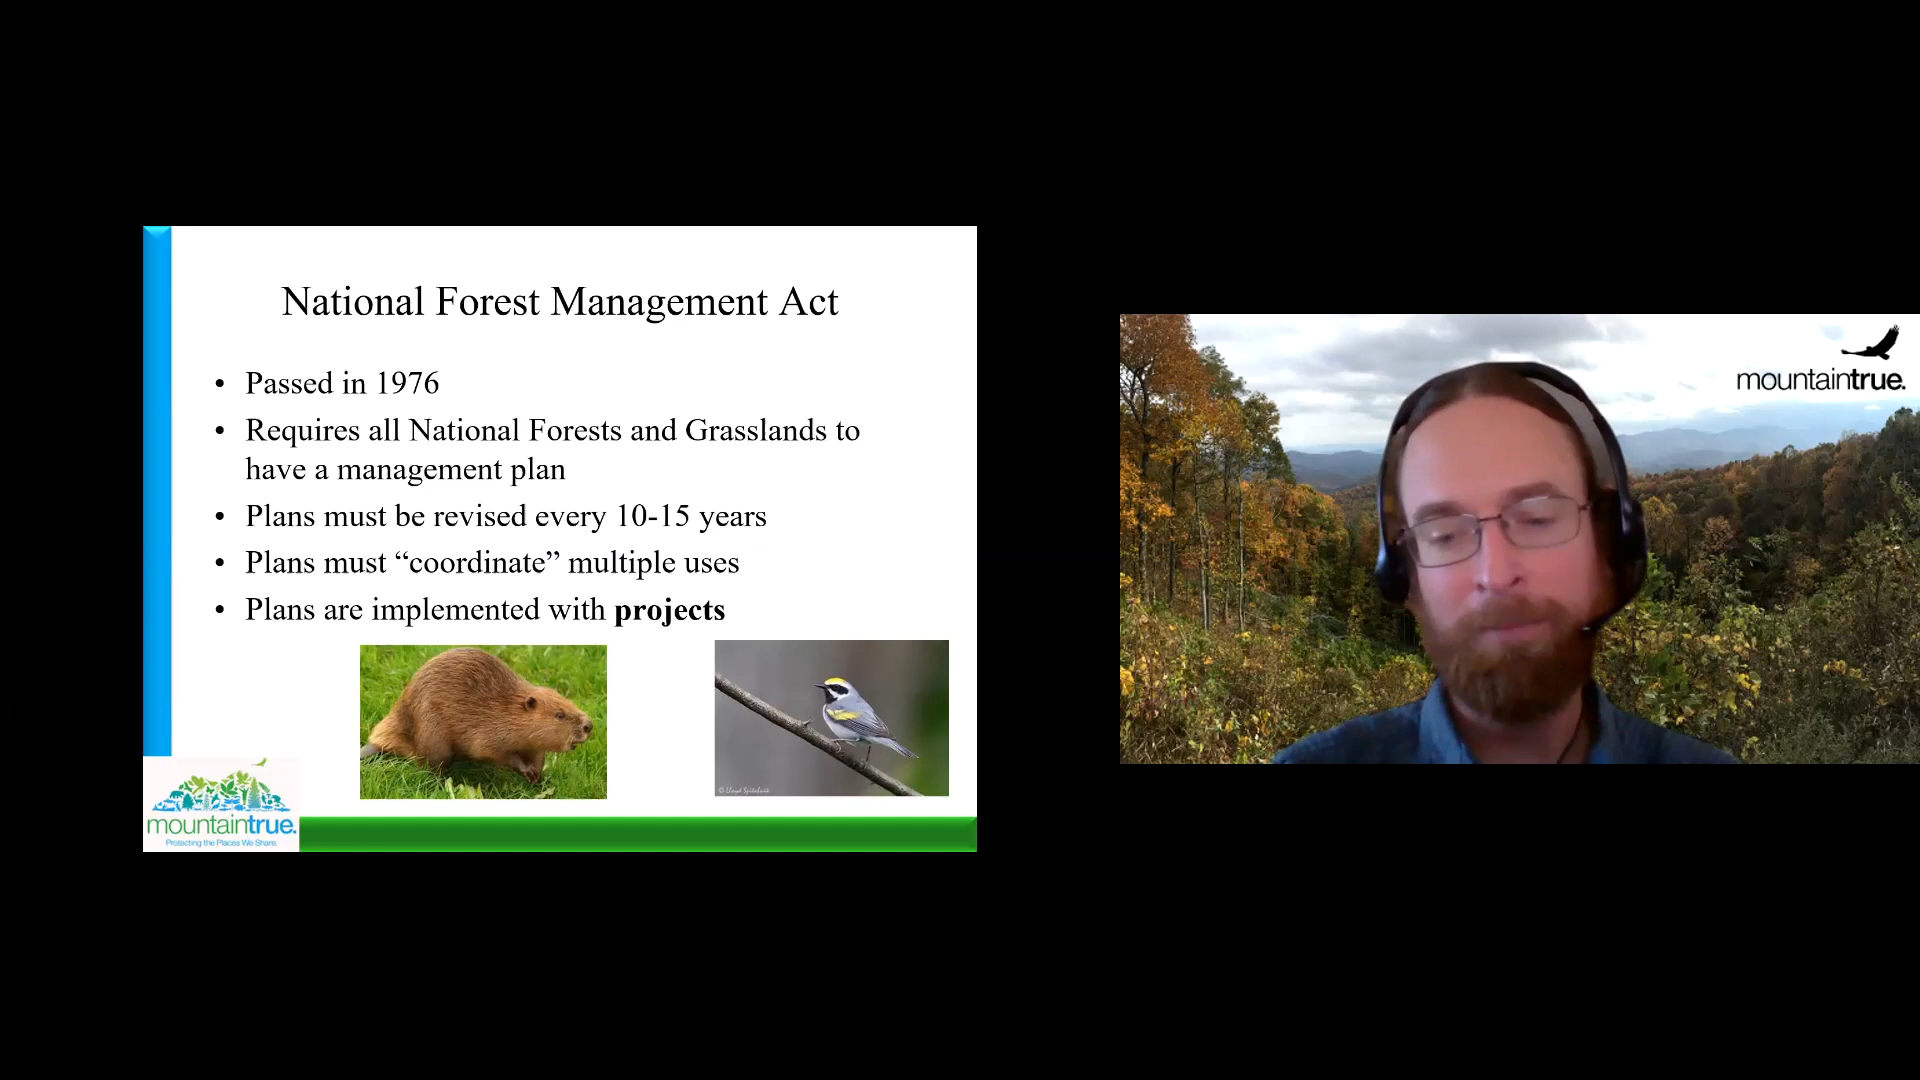 National Forest Management Act
• Passed in 1976
• Requires all National Forests and Grasslands to
have a management plan
• Plans must be revised every 10-15 years
• Plans must “coordinate” multiple uses
• Plans are implemented with projects
© Lloyd Spitalnik
mountaintrue.
Protecting the Places We Share.
mountaintrue.